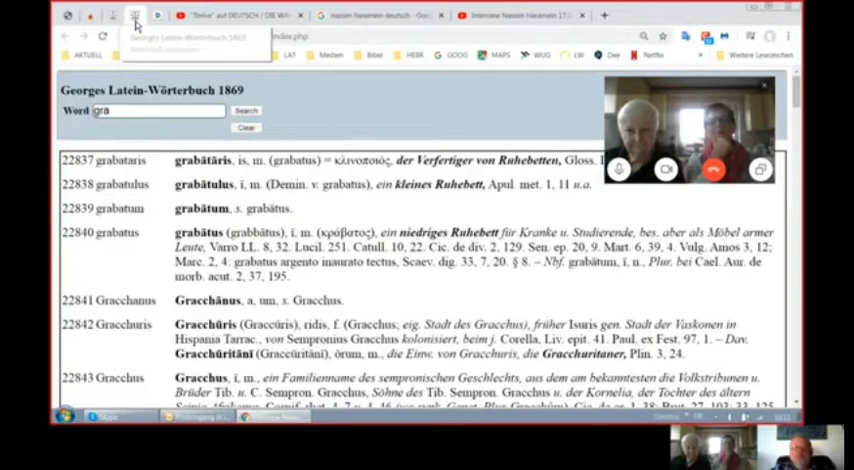 "Thrive" auf DEUTSCH / DIE WA
nassim haramein deutsch - Goo
Interview Nassim Haramein 17.0
Georges Latein-Wörterbuch 1869
index.php
AKTUELL
LAT
Medien
Bibel
HEBR
GOOG
MAPS
LW
Dee
Netflix
Weitere Lesezeichen
Georges Latein-Wörterbuch 1869
Word gra Search
Clear
22837 grabataris grabātāris, is, m. (grabatus) = κλινοποιός, der Verfertiger von Ruhebetten, Gloss.
22838 grabatulus grabātulus, ī, m. (Demin. v. grabatus), ein kleines Ruhebett, Apul. met. 1, 11 u.a.
22839 grabatum grabātum, s. grabātus.
22840 grabatus grabātus (grabbātus), ī, m. (κράβατος), ein niedriges Ruhebett für Kranke u. Studierende, bes. aber als Möbel armer
Leute, Varro LL. 8, 32. Lucil. 251. Catull. 10, 22. Cic. de div. 2, 129. Sen. ep. 20, 9. Mart. 6, 39, 4. Vulg. Amos 3, 12;
Marc. 2, 4: grabatus argento inaurato tectus, Scaev. dig. 33, 7, 20. § 8. – Nbf. grabātum, ī, n., Plur. bei Cael. Aur. de
morb. acut. 2, 37, 195.
22841 Gracchanus Gracchānus, a, um, s. Gracchus.
22842 Gracchuris Gracchūris (Graccūris), ridis, f. (Gracchus; eig. Stadt des Gracchus), früher Isuris gen. Stadt der Vaskonen in
Hispania Tarrac., von Sempronius Gracchus kolonisiert, beim j. Corella, Liv. epit. 41. Paul. ex Fest. 97, 1. – Dav.
Gracchūritānī (Graccūritānī), ōrum, m., die Einw. von Gracchuris, die Gracchuritaner, Plin. 3, 24.
22843 Gracchus Gracchus, ī, m., ein Familienname des sempronischen Geschlechts, aus dem am bekanntesten die Volkstribunen u.
Brüder Tib. u. C. Sempron. Gracchus, Söhne des Tib. Sempron. Gracchus u. der Kornelia, der Tochter des ältern
Skype
DE